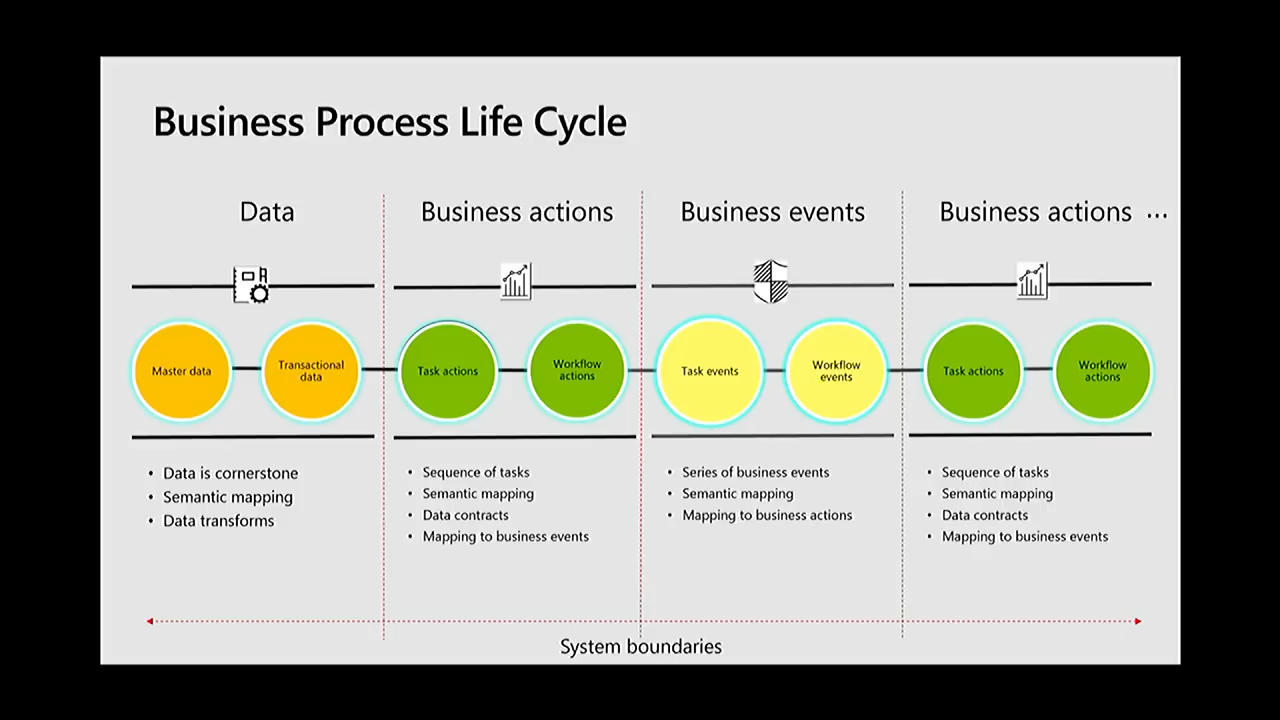 Business Process Life Cycle
Data
Business actions
Business events
Business actions ...
Master data
Transactional
data
Task actions
Workflow
actions
Task events
Workflow
events
Task actions
Workflow
actions
• Data is cornerstone
• Semantic mapping
• Data transforms
• Sequence of tasks
• Semantic mapping
• Data contracts
• Mapping to business events
• Series of business events
• Semantic mapping
• Mapping to business actions
• Sequence of tasks
• Semantic mapping
• Data contracts
• Mapping to business events
System boundaries